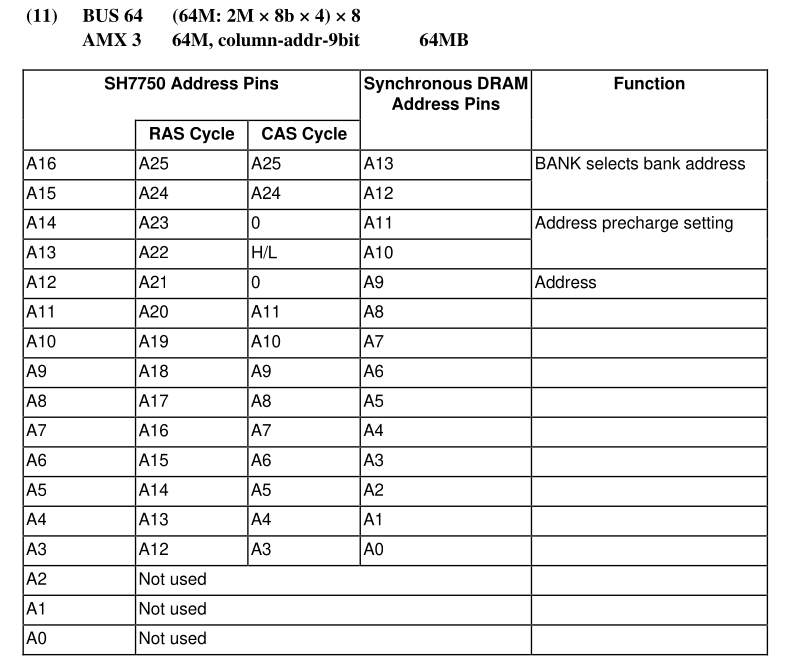 (11) BUS 64 (64M: 2M × 8b × 4) × 8
AMX 3 64M, column-addr-9bit 64MB
SH7750 Address Pins Synchronous DRAM Function
Address Pins
RAS Cycle CAS Cycle
A16 A25 A25 A13 BANK selects bank address
A15 A24 A24 A12
A14 A23 0 A11 Address precharge setting
A13 A22 H/L A10
A12 A21 0 A9 Address
A11 A20 A11 A8
A10 A19 A10 A7
A9 A18 A9 A6
A8 A17 A8 A5
A7 A16 A7 A4
A6 A15 A6 A3
A5 A14 A5 A2
A4 A13 A4 A1
A3 A12 A3 A0
A2 Not used
A1 Not used
A0 Not used